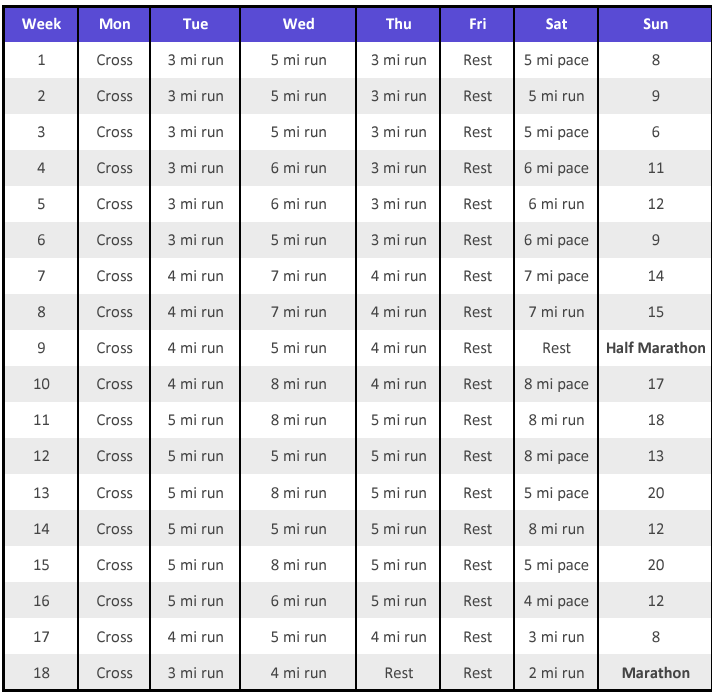 Week Mon Tue Wed Thu Fri Sat Sun
1 Cross 3 mi run 5 mi run 3 mi run Rest 5 mi pace 8
2 Cross 3 mi run 5 mi run 3 mi run Rest 5 mi run 9
3 Cross 3 mi run 5 mi run 3 mi run Rest 5 mi pace 6
4 Cross 3 mi run 6 mi run 3 mi run Rest 6 mi pace 11
5 Cross 3 mi run 6 mi run 3 mi run Rest 6 mi run 12
6 Cross 3 mi run 5 mi run 3 mi run Rest 6 mi pace 9
7 Cross 4 mi run 7 mi run 4 mi run Rest 7 mi pace 14
8 Cross 4 mi run 7 mi run 4 mi run Rest 7 mi run 15
9 Cross 4 mi run 5 mi run 4 mi run Rest Rest Half Marathon
10 Cross 4 mi run 8 mi run 4 mi run Rest 8 mi pace 17
11 Cross 5 mi run 8 mi run 5 mi run Rest 8 mi run 18
12 Cross 5 mi run 5 mi run 5 mi run Rest 8 mi pace 13
13 Cross 5 mi run 8 mi run 5 mi run Rest 5 mi pace 20
14 Cross 5 mi run 5 mi run 5 mi run Rest 8 mi run 12
15 Cross 5 mi run 8 mi run 5 mi run Rest 5 mi pace 20
16 Cross 5 mi run 6 mi run 5 mi run Rest 4 mi pace 12
17 Cross 4 mi run 5 mi run 4 mi run Rest 3 mi run 8
18 Cross 3 mi run 4 mi run Rest Rest 2 mi run Marathon